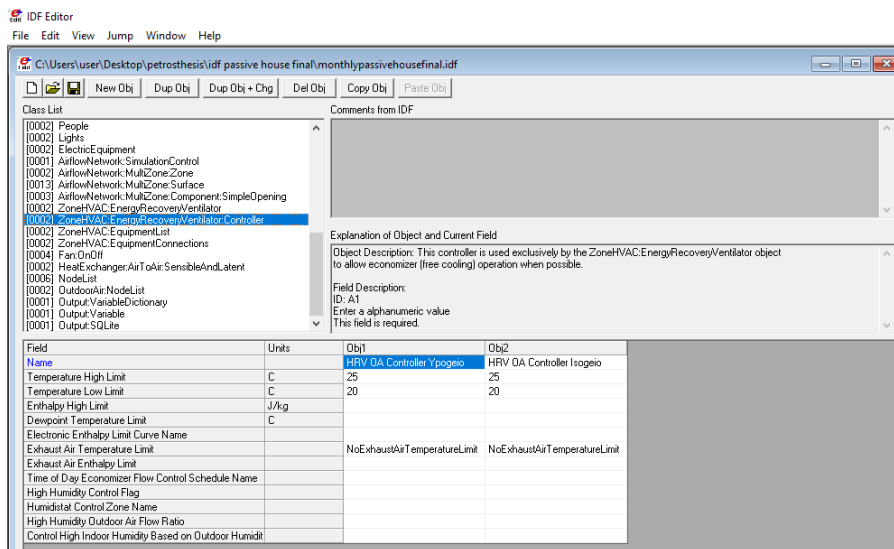 IDF Editor
File Edit View Jump Window Help
C:\Users\user\Desktop\petrosthesis\idf passive house final\monthlypassivehousefinal.idf
New Obj Dup Obj Dup Obj + Chg Del Obj Copy Obj Paste Obj
Class List
[0002] People
[0002] Lights
[0002] ElectricEquipment
[0001] AirflowNetwork:SimulationControl
[0002] AirflowNetwork:MultiZone:Zone
[0013] AirflowNetwork:MultiZone:Surface
[0003] AirflowNetwork:MultiZone:Component:SimpleOpening
[0002] ZoneHVAC:EnergyRecoveryVentilator
[0002] ZoneHVAC:EnergyRecoveryVentilator:Controller
[0002] ZoneHVAC:EquipmentList
[0002] ZoneHVAC:EquipmentConnections
[0004] Fan:OnOff
[0002] HeatExchanger:AirToAir:SensibleAndLatent
[0006] NodeList
[0002] OutdoorAir:NodeList
[0001] Output:VariableDictionary
[0001] Output:Variable
[0001] Output:SQLite
Comments from IDF
Explanation of Object and Current Field
Object Description: This controller is used exclusively by the ZoneHVAC:EnergyRecoveryVentilator object
to allow economizer (free cooling) operation when possible.
Field Description:
ID: A1
Enter a alphanumeric value
This field is required.
Field Units Obj1 Obj2
Name HRV OA Controller Ypogeio HRV OA Controller Isogeio
Temperature High Limit C 25 25
Temperature Low Limit C 20 20
Enthalpy High Limit J/kg
Dewpoint Temperature Limit C
Electronic Enthalpy Limit Curve Name
Exhaust Air Temperature Limit NoExhaustAirTemperatureLimit NoExhaustAirTemperatureLimit
Exhaust Air Enthalpy Limit
Time of Day Economizer Flow Control Schedule Name
High Humidity Control Flag
Humidistat Control Zone Name
High Humidity Outdoor Air Flow Ratio
Control High Indoor Humidity Based on Outdoor Humidit